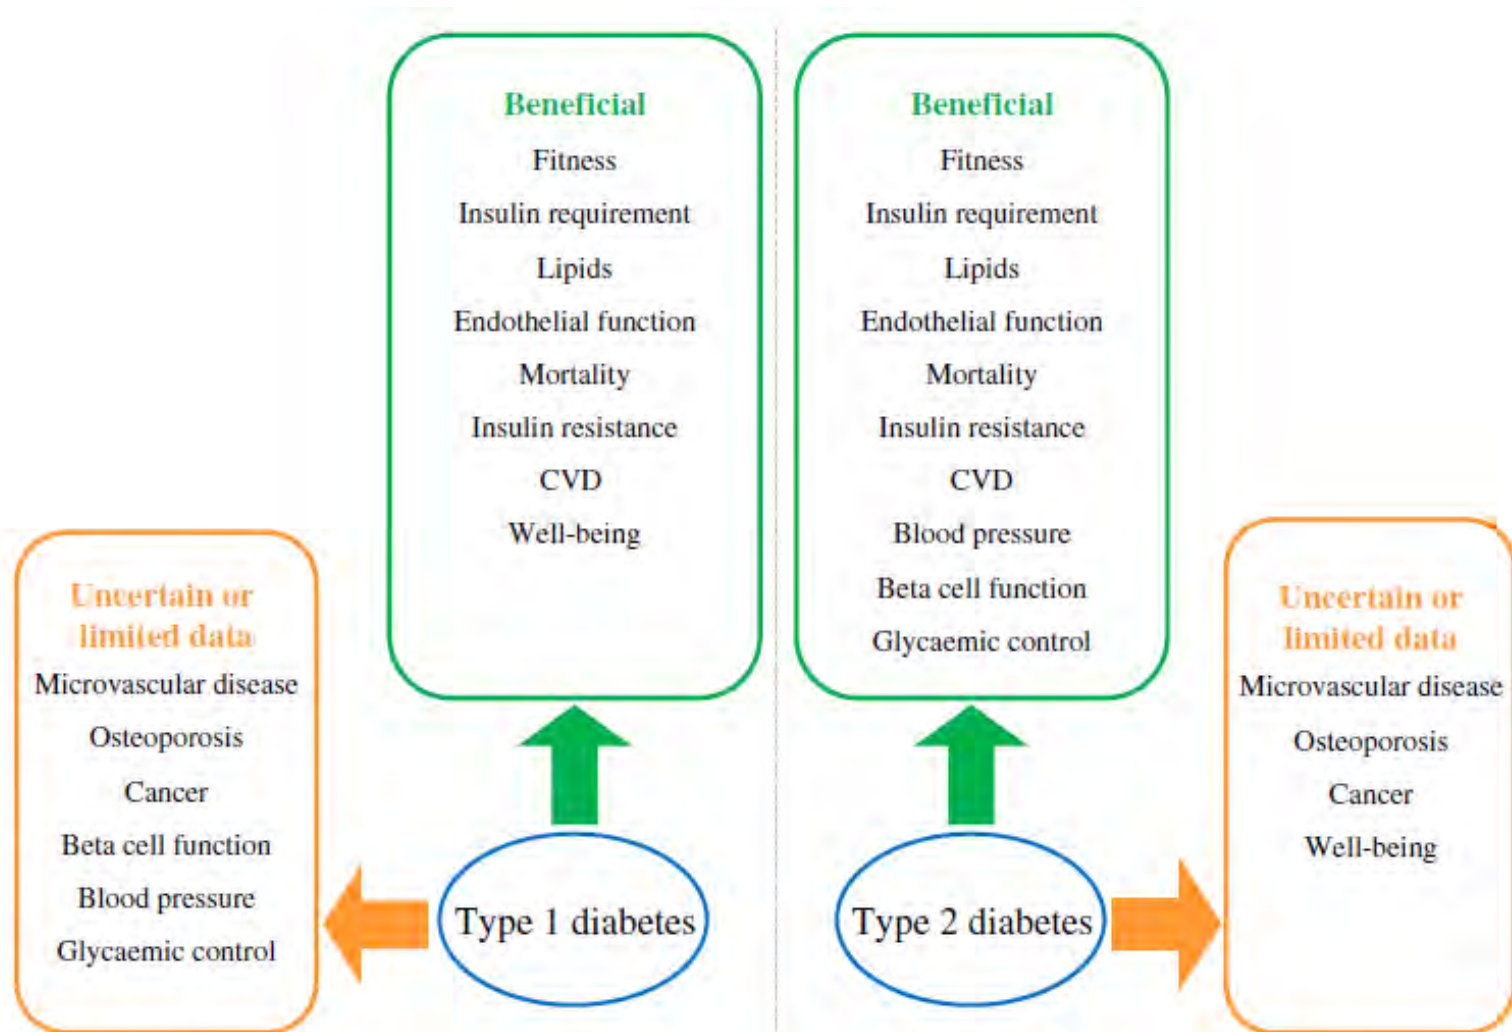 Beneficial
Fitness
Insulin requirement
Lipids
Endothelial function
Mortality
Insulin resistance
CVD
Well-being
Beneficial
Fitness
Insulin requirement
Lipids
Endothelial function
Mortality
Insulin resistance
CVD
Blood pressure
Beta cell function
Glycaemic control
Uncertain or
limited data
Microvascular disease
Osteoporosis
Cancer
Beta cell function
Blood pressure
Glycaemic control
Type 1 diabetes
Type 2 diabetes
Uncertain or
limited data
Microvascular disease
Osteoporosis
Cancer
Well-being